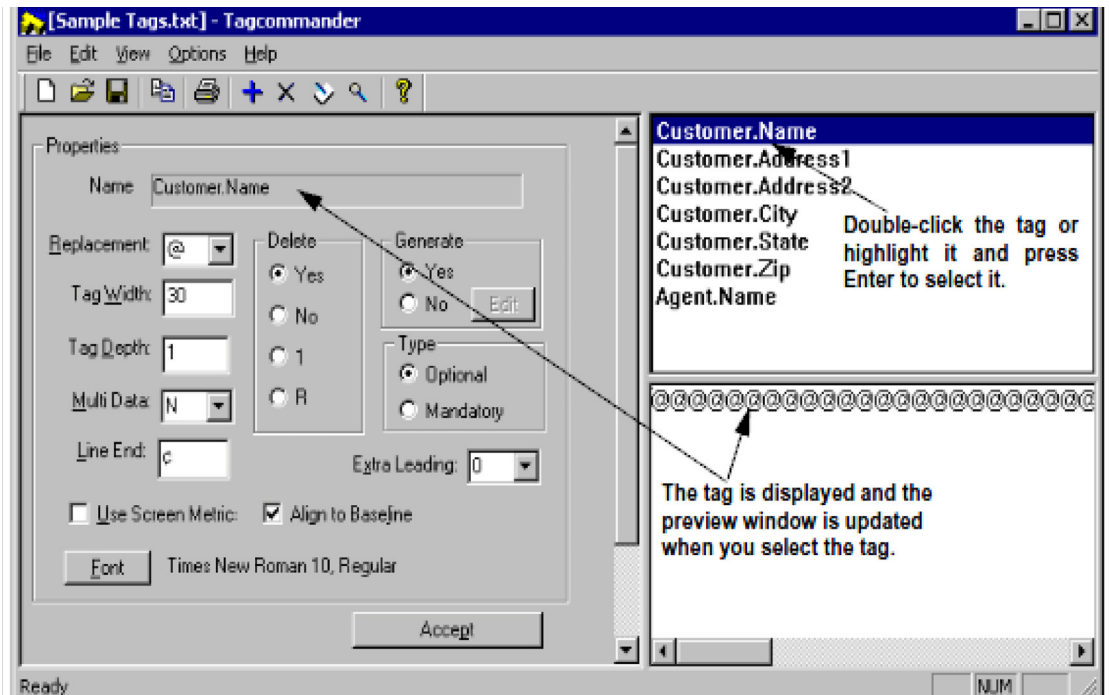 [Sample Tags.txt] - Tagcommander
File Edit View Options Help
Properties
Name Customer.Name
Replacement: @
Tag Width: 30
Tag Depth: 1
Multi Data: N
Line End: c
Delete
Yes
No
1
R
Generate
Yes
No Edit
Type
Optional
Mandatory
Extra Leading: 0
Use Screen Metric: Align to Baseline
Font Times New Roman 10, Regular
Accept
Customer.Name
Customer.Address1
Customer.Address2
Customer.City
Customer.State
Customer.Zip
Agent.Name
Double-click the tag or
highlight it and press
Enter to select it.
@@@@@@@@@@@@@@@@@@@@@@@@
The tag is displayed and the
preview window is updated
when you select the tag.
Ready NUM